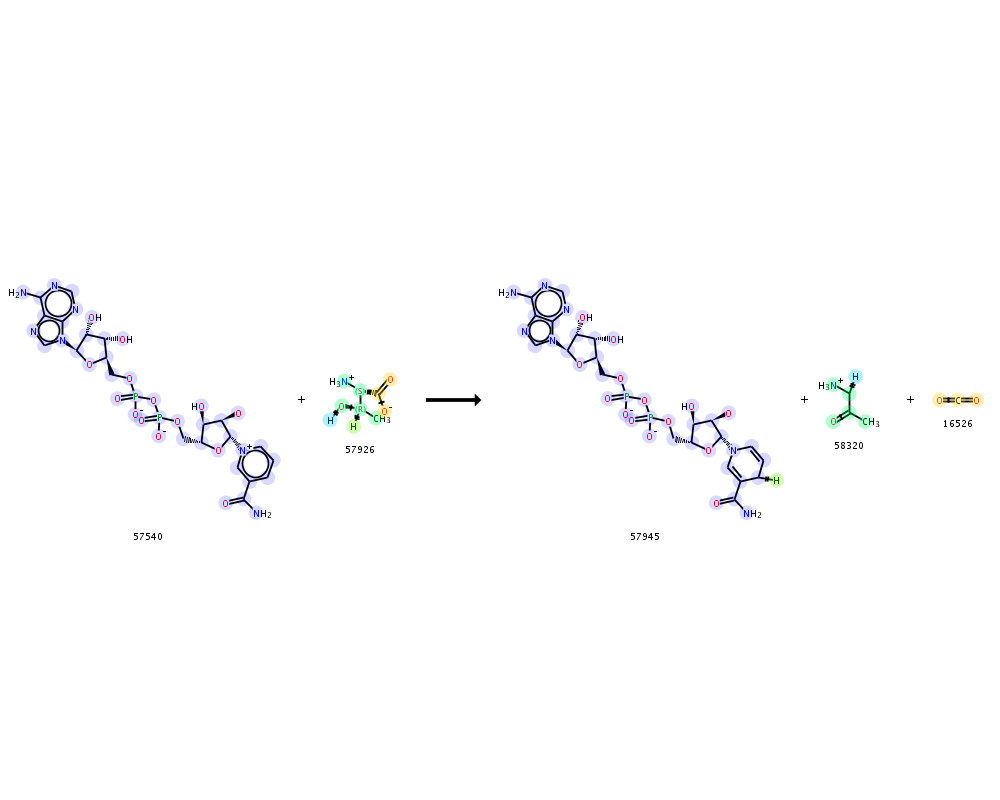 H₂N N N N N OH OH O O P O O⁻ O O P O⁻ O HO O O N⁺ O NH₂
57540
+
H₃N⁺ (S) O O⁻ O (R) H H CH₃
57926
H₂N N N N N OH OH O O P O O⁻ O O P O⁻ O HO O O N H O NH₂
57945
+
H₃N⁺ H O CH₃
58320
+
O C O
16526